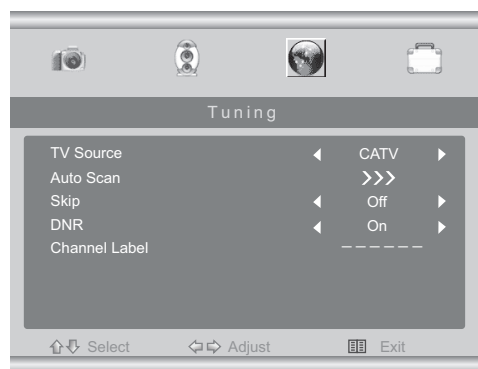 Tuning
TV Source CATV
Auto Scan >>>
Skip Off
DNR On
Channel Label ------
Select Adjust Exit